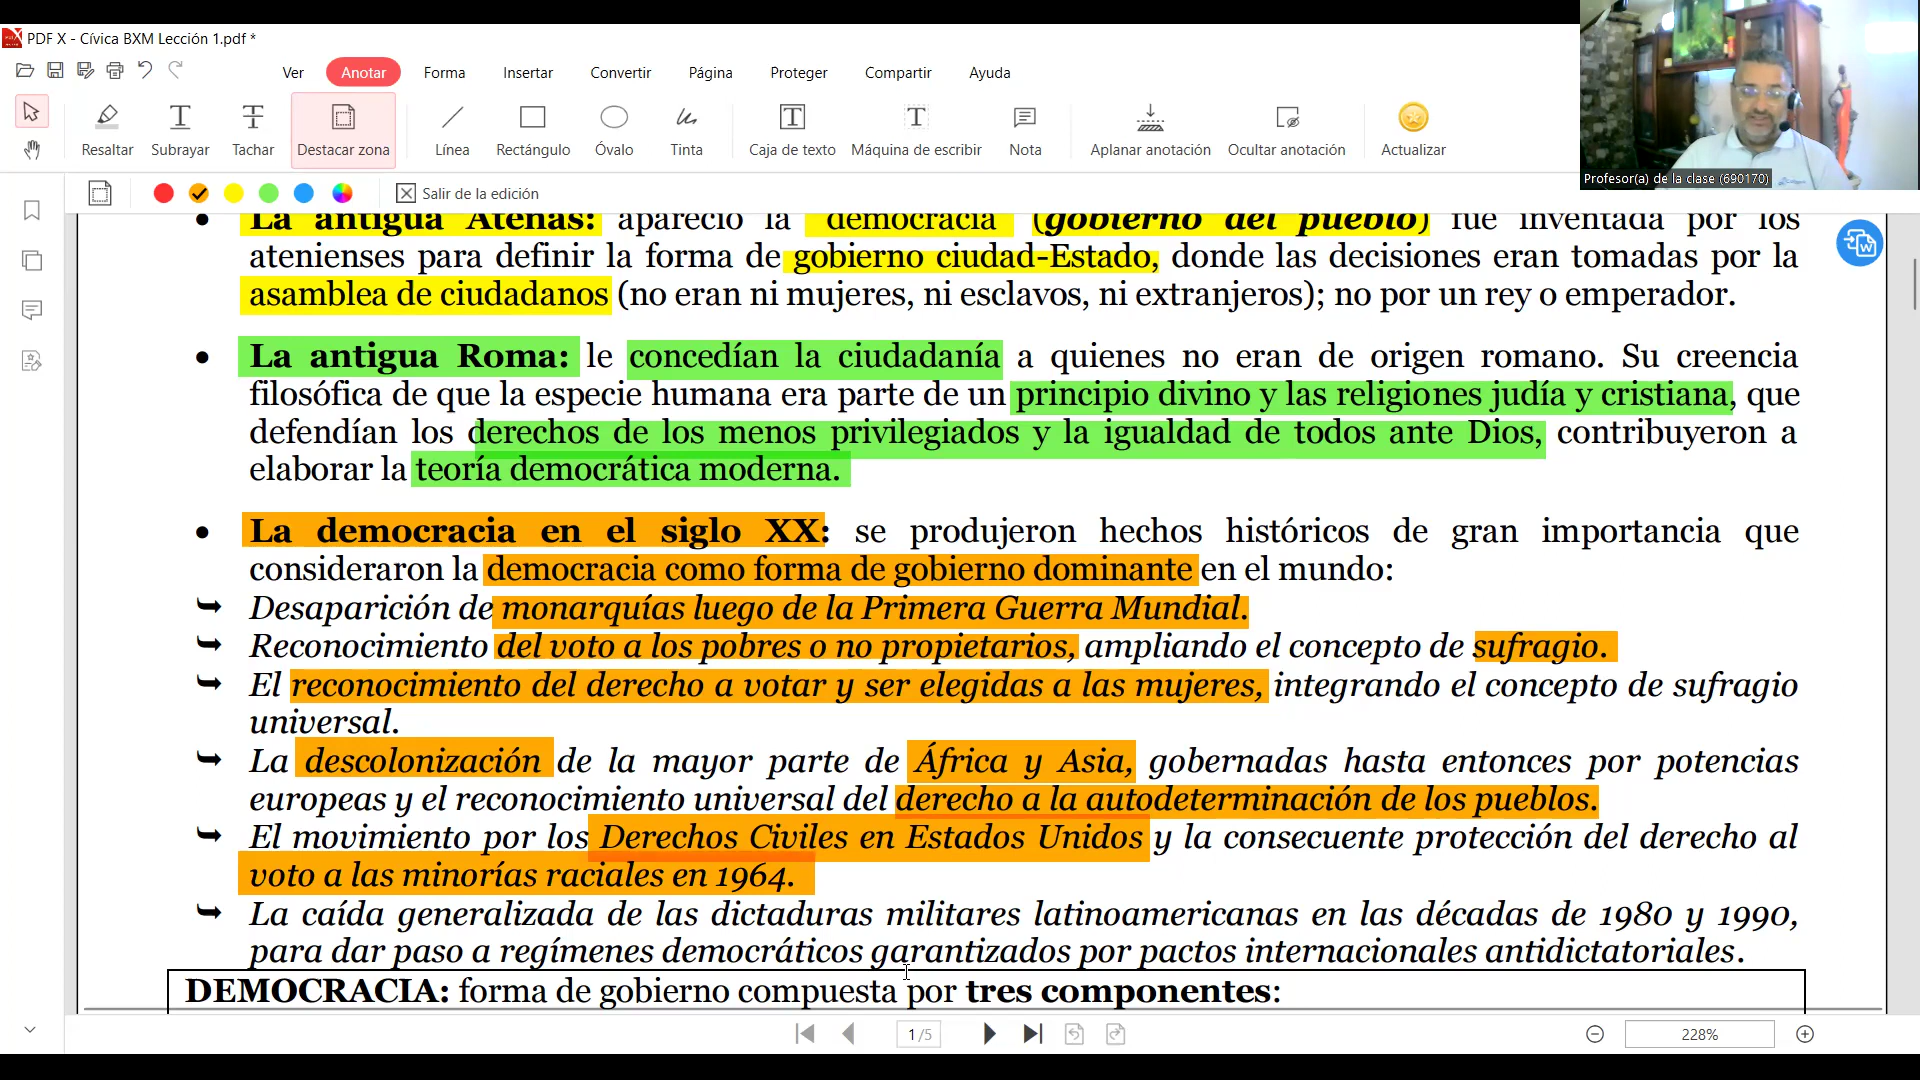 PDF X - Cívica BXM Lección 1.pdf *
Ver Anotar Forma Insertar Convertir Página Proteger Compartir Ayuda
Resaltar Subrayar Tachar Destacar zona Línea Rectángulo Óvalo Tinta Caja de texto Máquina de escribir Nota Aplanar anotación Ocultar anotación Actualizar
Profesor(a) de la clase (690170)
Salir de la edición
• La antigua Atenas: apareció la democracia (gobierno del pueblo) fue inventada por los
atenienses para definir la forma de gobierno ciudad-Estado, donde las decisiones eran tomadas por la
asamblea de ciudadanos (no eran ni mujeres, ni esclavos, ni extranjeros); no por un rey o emperador.
• La antigua Roma: le concedían la ciudadanía a quienes no eran de origen romano. Su creencia
filosófica de que la especie humana era parte de un principio divino y las religiones judía y cristiana, que
defendían los derechos de los menos privilegiados y la igualdad de todos ante Dios, contribuyeron a
elaborar la teoría democrática moderna.
• La democracia en el siglo XX: se produjeron hechos históricos de gran importancia que
consideraron la democracia como forma de gobierno dominante en el mundo:
Desaparición de monarquías luego de la Primera Guerra Mundial.
Reconocimiento del voto a los pobres o no propietarios, ampliando el concepto de sufragio.
El reconocimiento del derecho a votar y ser elegidas a las mujeres, integrando el concepto de sufragio
universal.
La descolonización de la mayor parte de África y Asia, gobernadas hasta entonces por potencias
europeas y el reconocimiento universal del derecho a la autodeterminación de los pueblos.
El movimiento por los Derechos Civiles en Estados Unidos y la consecuente protección del derecho al
voto a las minorías raciales en 1964.
La caída generalizada de las dictaduras militares latinoamericanas en las décadas de 1980 y 1990,
para dar paso a regímenes democráticos garantizados por pactos internacionales antidictatoriales.
DEMOCRACIA: forma de gobierno compuesta por tres componentes:
1 /5
228%